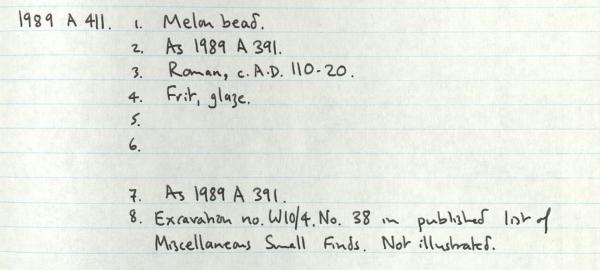 1989 A 411. 1. Melon bead.
2. As 1989 A 391.
3. Roman, c. A.D. 110-20.
4. Frit, glaze.
5.
6.
7. As 1989 A 391.
8. Excavation no. W10/4. No. 38 in published list of
Miscellaneous Small Finds. Not illustrated.